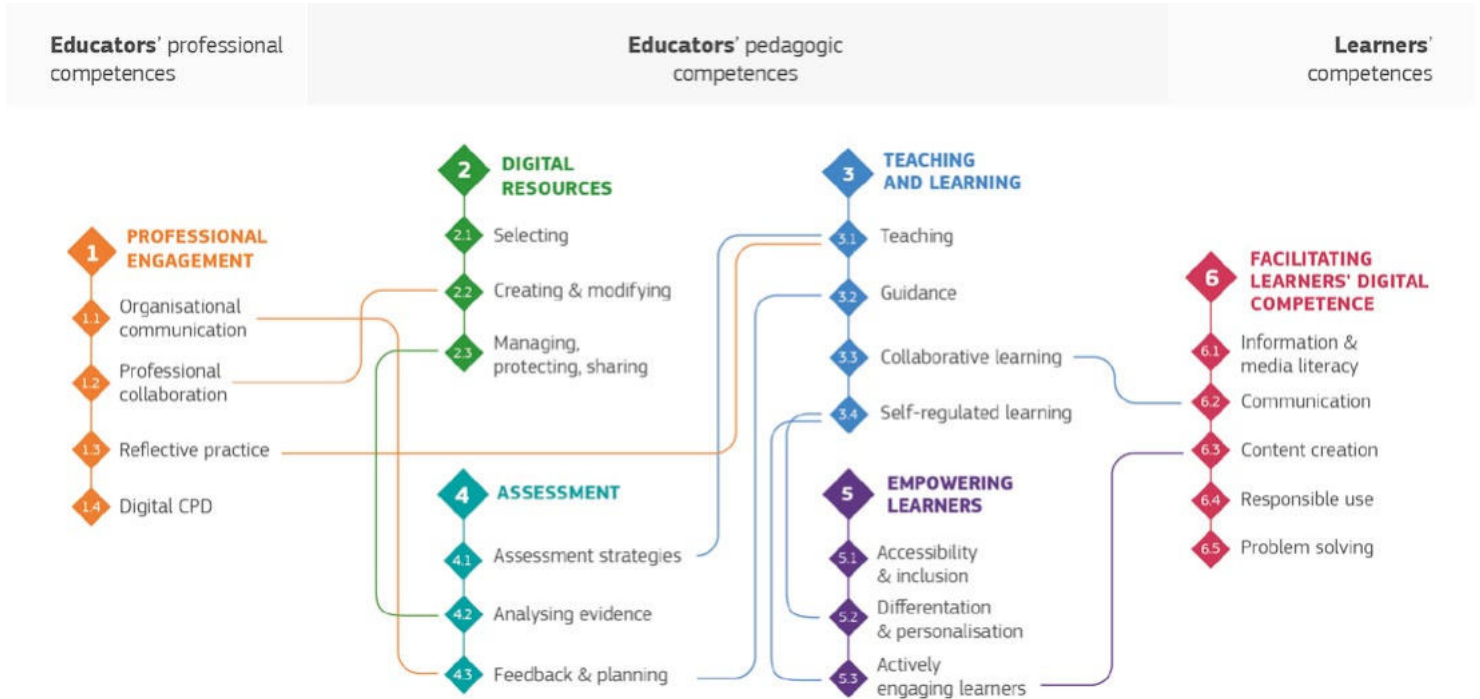 Educators' professional
competences
Educators' pedagogic
competences
Learners'
competences
1
PROFESSIONAL
ENGAGEMENT
1.1
Organisational
communication
1.2
Professional
collaboration
1.3
Reflective practice
1.4
Digital CPD
2
DIGITAL
RESOURCES
2.1
Selecting
2.2
Creating & modifying
2.3
Managing,
protecting, sharing
4
ASSESSMENT
4.1
Assessment strategies
4.2
Analysing evidence
4.3
Feedback & planning
3
TEACHING
AND LEARNING
3.1
Teaching
3.2
Guidance
3.3
Collaborative learning
3.4
Self-regulated learning
5
EMPOWERING
LEARNERS
5.1
Accessibility
& inclusion
5.2
Differentation
& personalisation
5.3
Actively
engaging learners
6
FACILITATING
LEARNERS' DIGITAL
COMPETENCE
6.1
Information &
media literacy
6.2
Communication
6.3
Content creation
6.4
Responsible use
6.5
Problem solving